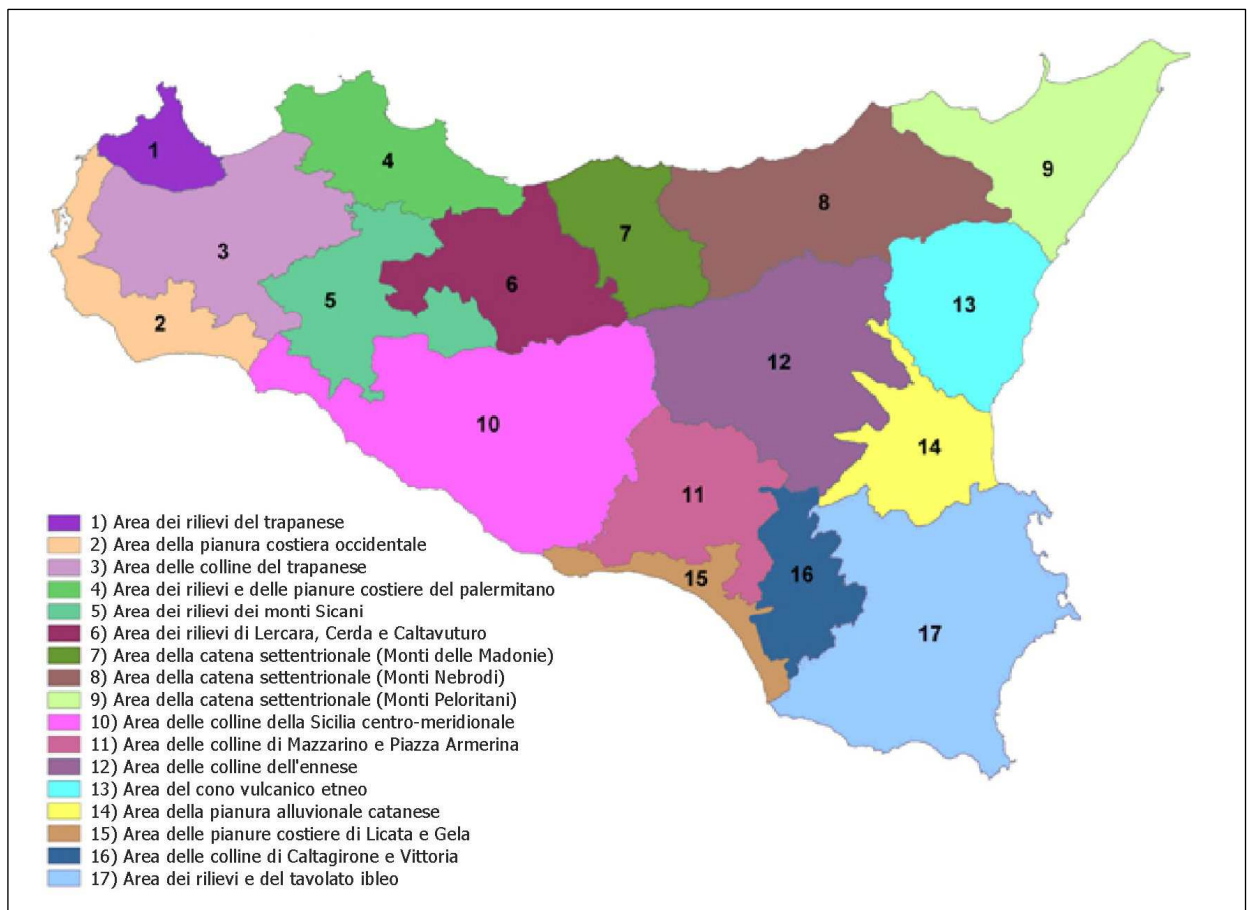 1
4
9
8
7
3
6
5
13
2
12
10
14
11
15
16
17
1) Area dei rilievi del trapanese
2) Area della pianura costiera occidentale
3) Area delle colline del trapanese
4) Area dei rilievi e delle pianure costiere del palermitano
5) Area dei rilievi dei monti Sicani
6) Area dei rilievi di Lercara, Cerda e Caltavuturo
7) Area della catena settentrionale (Monti delle Madonie)
8) Area della catena settentrionale (Monti Nebrodi)
9) Area della catena settentrionale (Monti Peloritani)
10) Area delle colline della Sicilia centro-meridionale
11) Area delle colline di Mazzarino e Piazza Armerina
12) Area delle colline dell'ennese
13) Area del cono vulcanico etneo
14) Area della pianura alluvionale catanese
15) Area delle pianure costiere di Licata e Gela
16) Area delle colline di Caltagirone e Vittoria
17) Area dei rilievi e del tavolato ibleo